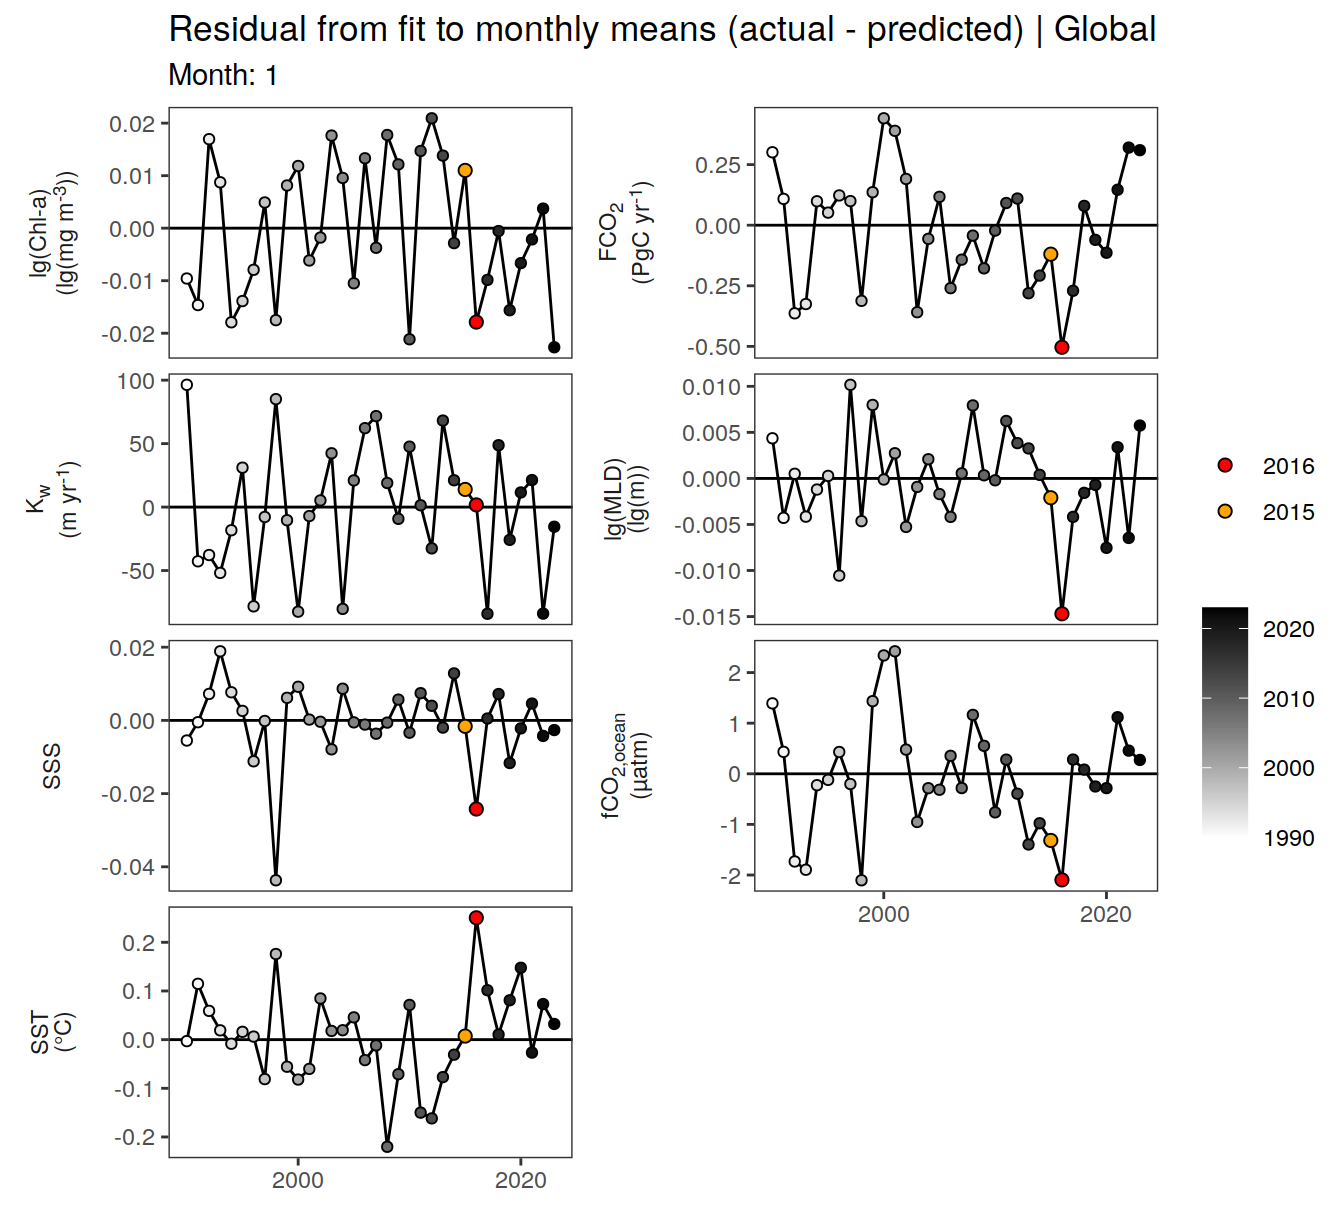 Residual from fit to monthly means (actual - predicted) | Global
Month: 1
lg(Chl-a)
(lg(mg m⁻³))
0.02
0.01
0.00
-0.01
-0.02
FCO₂
(PgC yr⁻¹)
0.25
0.00
-0.25
-0.50
K_w
(m yr⁻¹)
100
50
0
-50
lg(MLD)
(lg(m))
0.010
0.005
0.000
-0.005
-0.010
-0.015
SSS
0.02
0.00
-0.02
-0.04
fCO₂,ocean
(µatm)
2
1
0
-1
-2
2000
2020
SST
(°C)
0.2
0.1
0.0
-0.1
-0.2
2000
2020
2016
2015
2020
2010
2000
1990